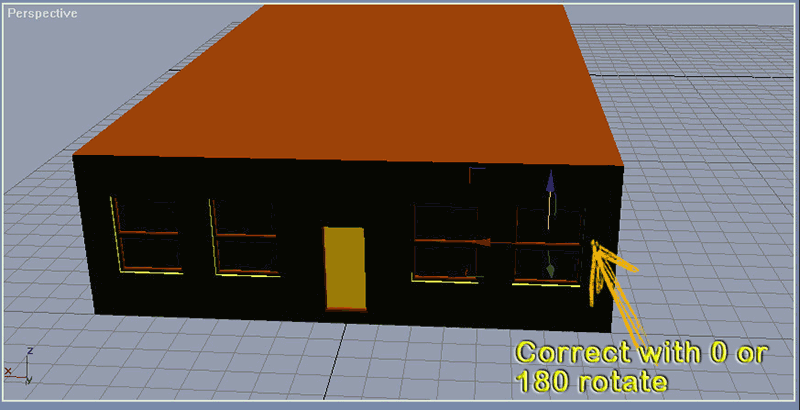 Perspective
z
x
y
Correct with 0 or
180 rotate